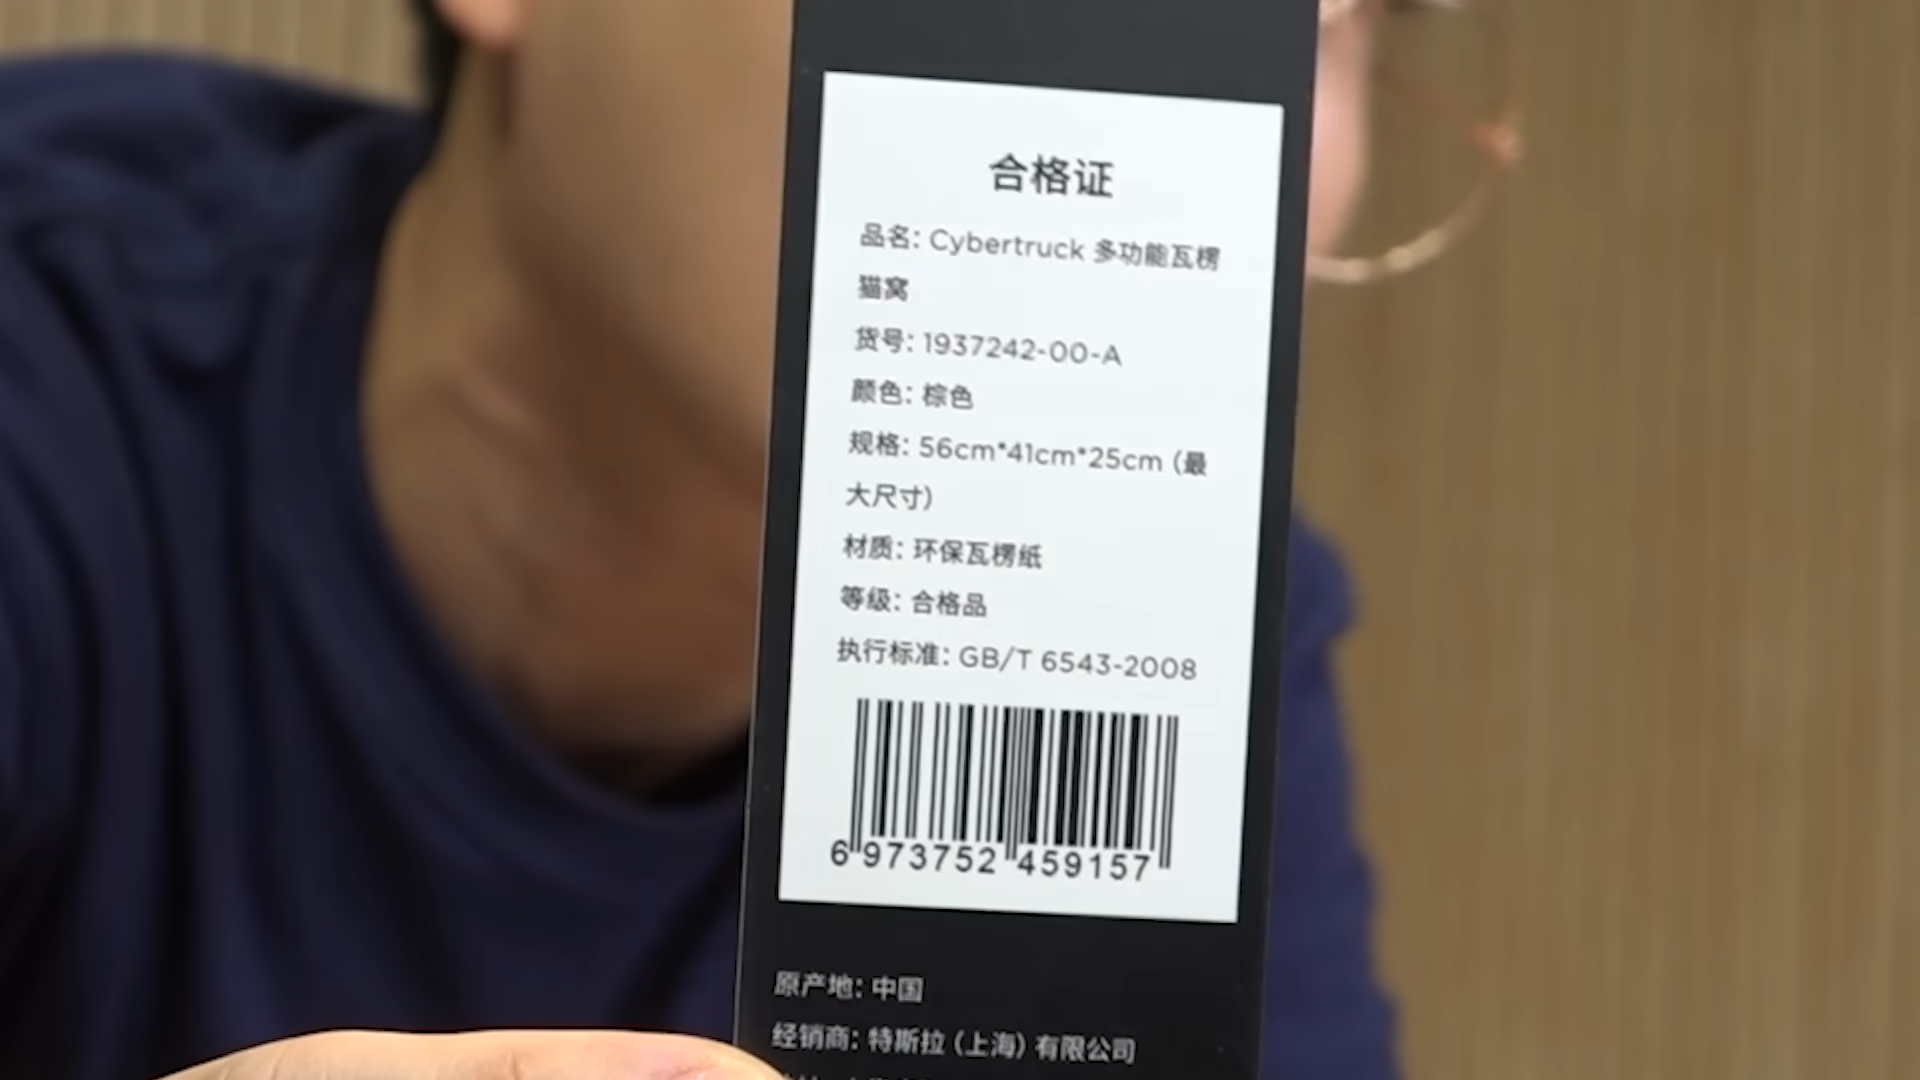 合格证
品名: Cybertruck 多功能瓦楞
猫窝
货号: 1937242-00-A
颜色: 棕色
规格: 56cm*41cm*25cm (最
大尺寸)
材质: 环保瓦楞纸
等级: 合格品
执行标准: GB/T 6543-2008
6 973752 459157
原产地: 中国
经销商: 特斯拉 (上海) 有限公司